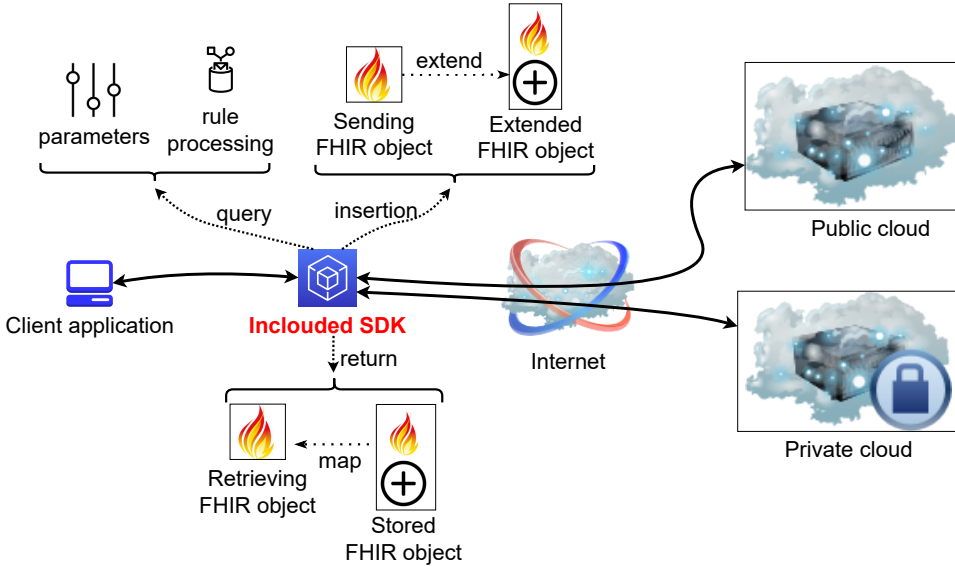 parameters
rule
processing
extend
Sending
FHIR object
Extended
FHIR object
query
insertion
Public cloud
Client application
Inclouded SDK
Internet
return
Private cloud
map
Retrieving
FHIR object
Stored
FHIR object